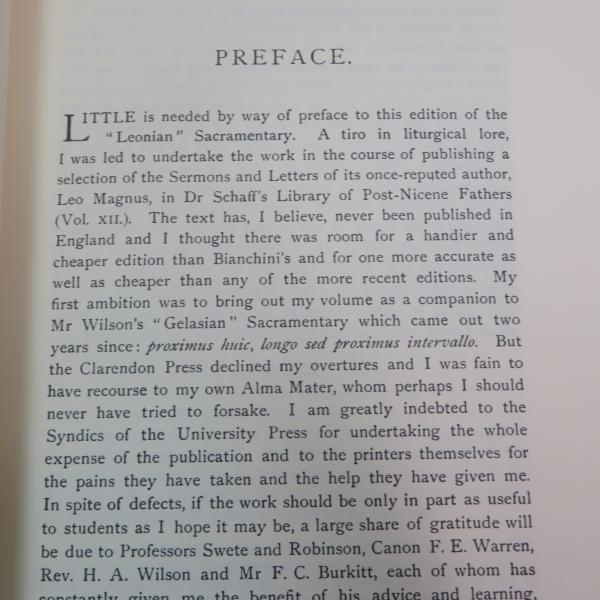 PREFACE.
LITTLE is needed by way of preface to this edition of the
“Leonian” Sacramentary. A tiro in liturgical lore,
I was led to undertake the work in the course of publishing a
selection of the Sermons and Letters of its once-reputed author,
Leo Magnus, in Dr Schaff’s Library of Post-Nicene Fathers
(Vol. XII.). The text has, I believe, never been published in
England and I thought there was room for a handier and
cheaper edition than Bianchini’s and for one more accurate as
well as cheaper than any of the more recent editions. My
first ambition was to bring out my volume as a companion to
Mr Wilson’s “Gelasian” Sacramentary which came out two
years since: proximus huic, longo sed proximus intervallo. But
the Clarendon Press declined my overtures and I was fain to
have recourse to my own Alma Mater, whom perhaps I should
never have tried to forsake. I am greatly indebted to the
Syndics of the University Press for undertaking the whole
expense of the publication and to the printers themselves for
the pains they have taken and the help they have given me.
In spite of defects, if the work should be only in part as useful
to students as I hope it may be, a large share of gratitude will
be due to Professors Swete and Robinson, Canon F. E. Warren,
Rev. H. A. Wilson and Mr F. C. Burkitt, each of whom has
constantly given me the benefit of his advice and learning.